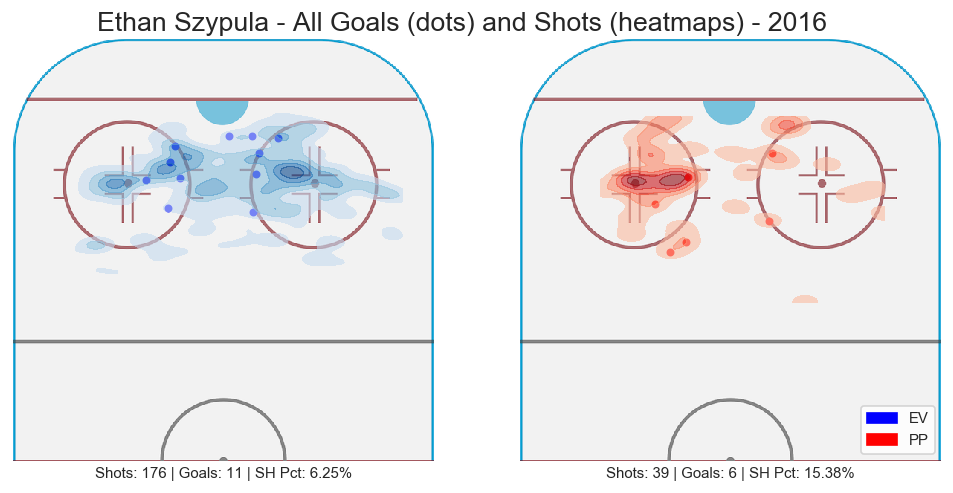 Ethan Szypula - All Goals (dots) and Shots (heatmaps) - 2016
EV
PP
Shots: 176 | Goals: 11 | SH Pct: 6.25%
Shots: 39 | Goals: 6 | SH Pct: 15.38%